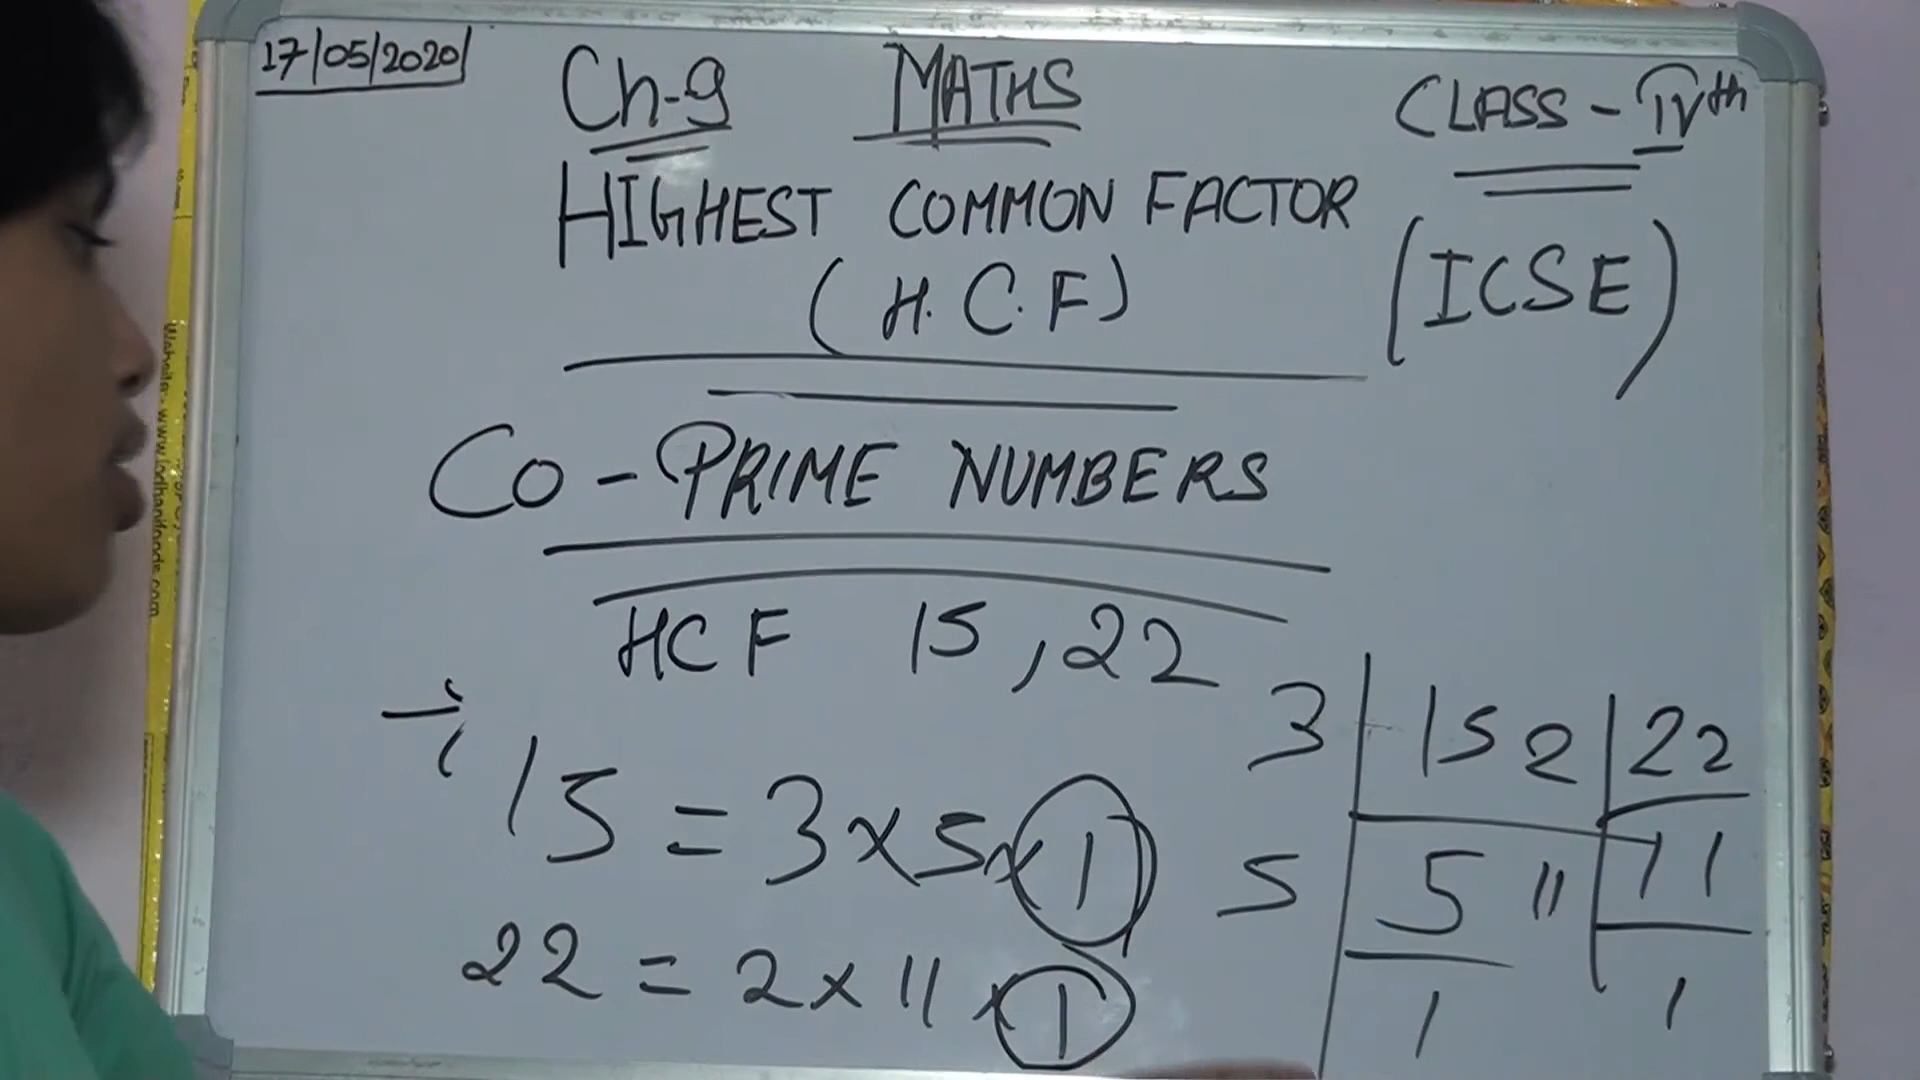 17/05/2020
Ch-9 MATHS CLASS - IVth
HIGHEST COMMON FACTOR
(H.C.F) (ICSE)
CO-PRIME NUMBERS
HCF 15, 22
→ 15 = 3 × 5 × 1
22 = 2 × 11 × 1
3 | 15
5 | 5
1
2 | 22
11 | 11
1